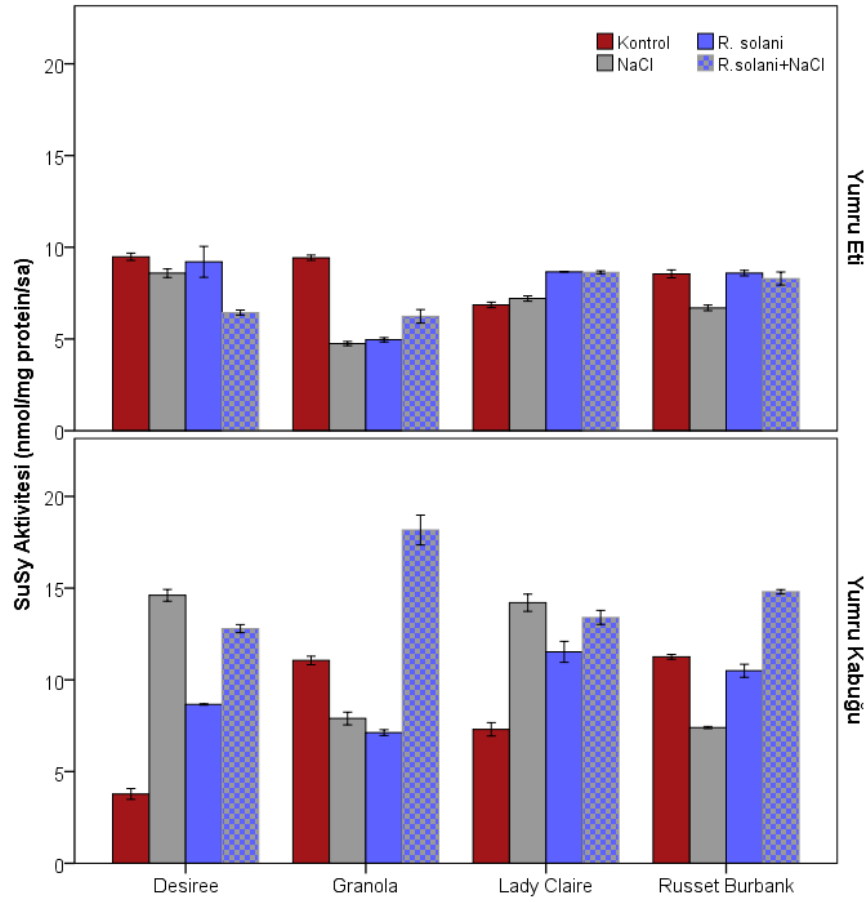 Kontrol
R. solani
NaCl
R.solani+NaCl
20
15
10
5
0
Yumru Eti
SuSy Aktivitesi (nmol/mg protein/sa)
20
15
10
5
0
Yumru Kabuğu
Desiree
Granola
Lady Claire
Russet Burbank